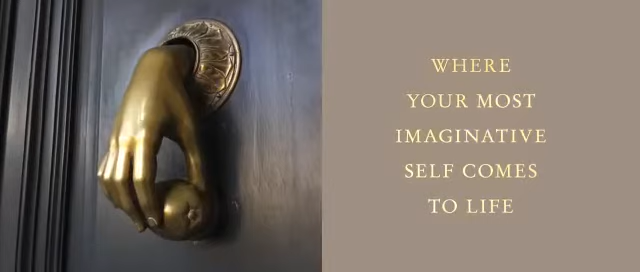 WHERE
YOUR MOST
IMAGINATIVE
SELF COMES
TO LIFE